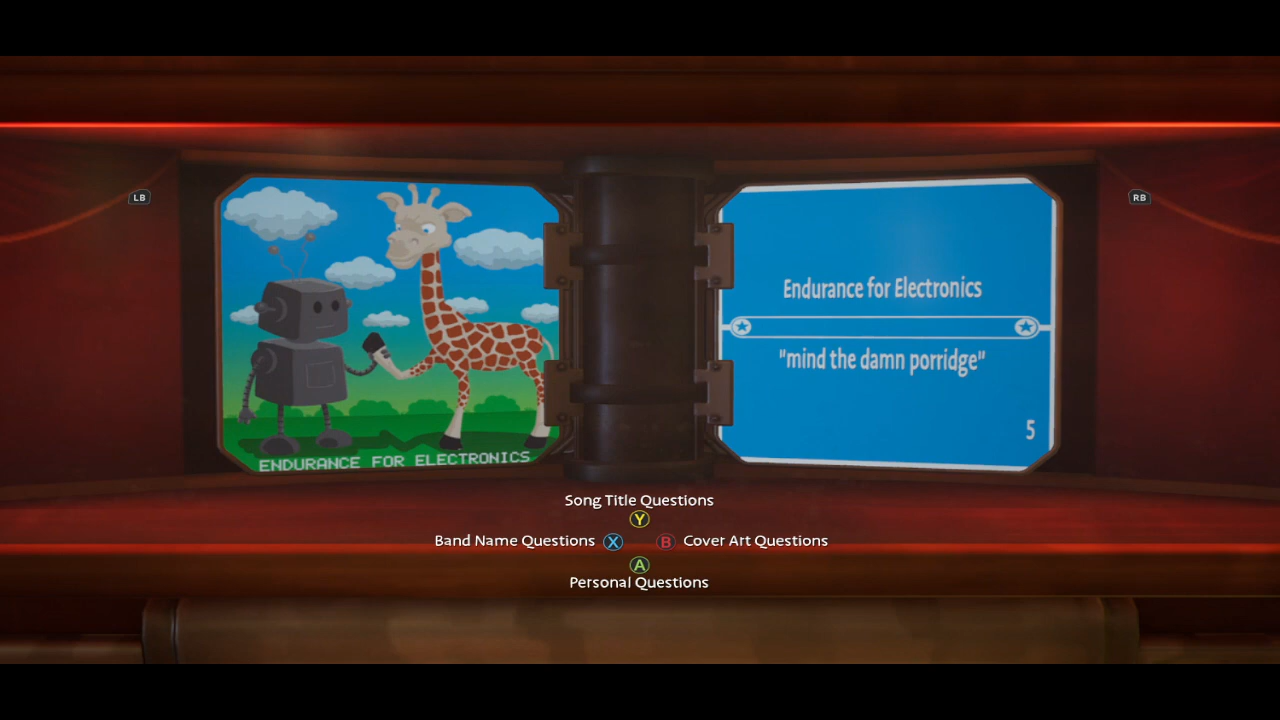 LB
RB
ENDURANCE FOR ELECTRONICS
Endurance for Electronics
"mind the damn porridge"
5
Song Title Questions
Y
Band Name Questions X B Cover Art Questions
A
Personal Questions